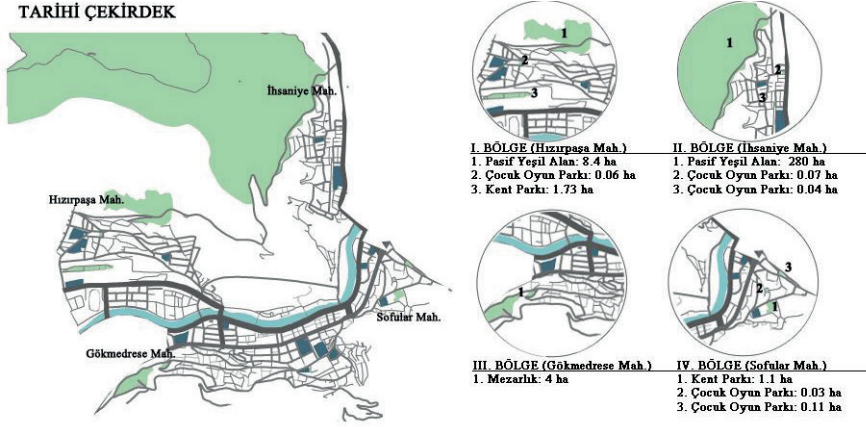 TARİHİ ÇEKİRDEK
İhsaniye Mah.
Hızırpaşa Mah.
Sofular Mah.
Gökmedrese Mah.
1
2
3
I. BÖLGE (Hızırpaşa Mah.)
1. Pasif Yeşil Alan: 8.4 ha
2. Çocuk Oyun Parkı: 0.06 ha
3. Kent Parkı: 1.73 ha
1
2
3
II. BÖLGE (İhsaniye Mah.)
1. Pasif Yeşil Alan: 280 ha
2. Çocuk Oyun Parkı: 0.07 ha
3. Çocuk Oyun Parkı: 0.04 ha
1
III. BÖLGE (Gökmedrese Mah.)
1. Mezarlık: 4 ha
3
2
1
IV. BÖLGE (Sofular Mah.)
1. Kent Parkı: 1.1 ha
2. Çocuk Oyun Parkı: 0.03 ha
3. Çocuk Oyun Parkı: 0.11 ha